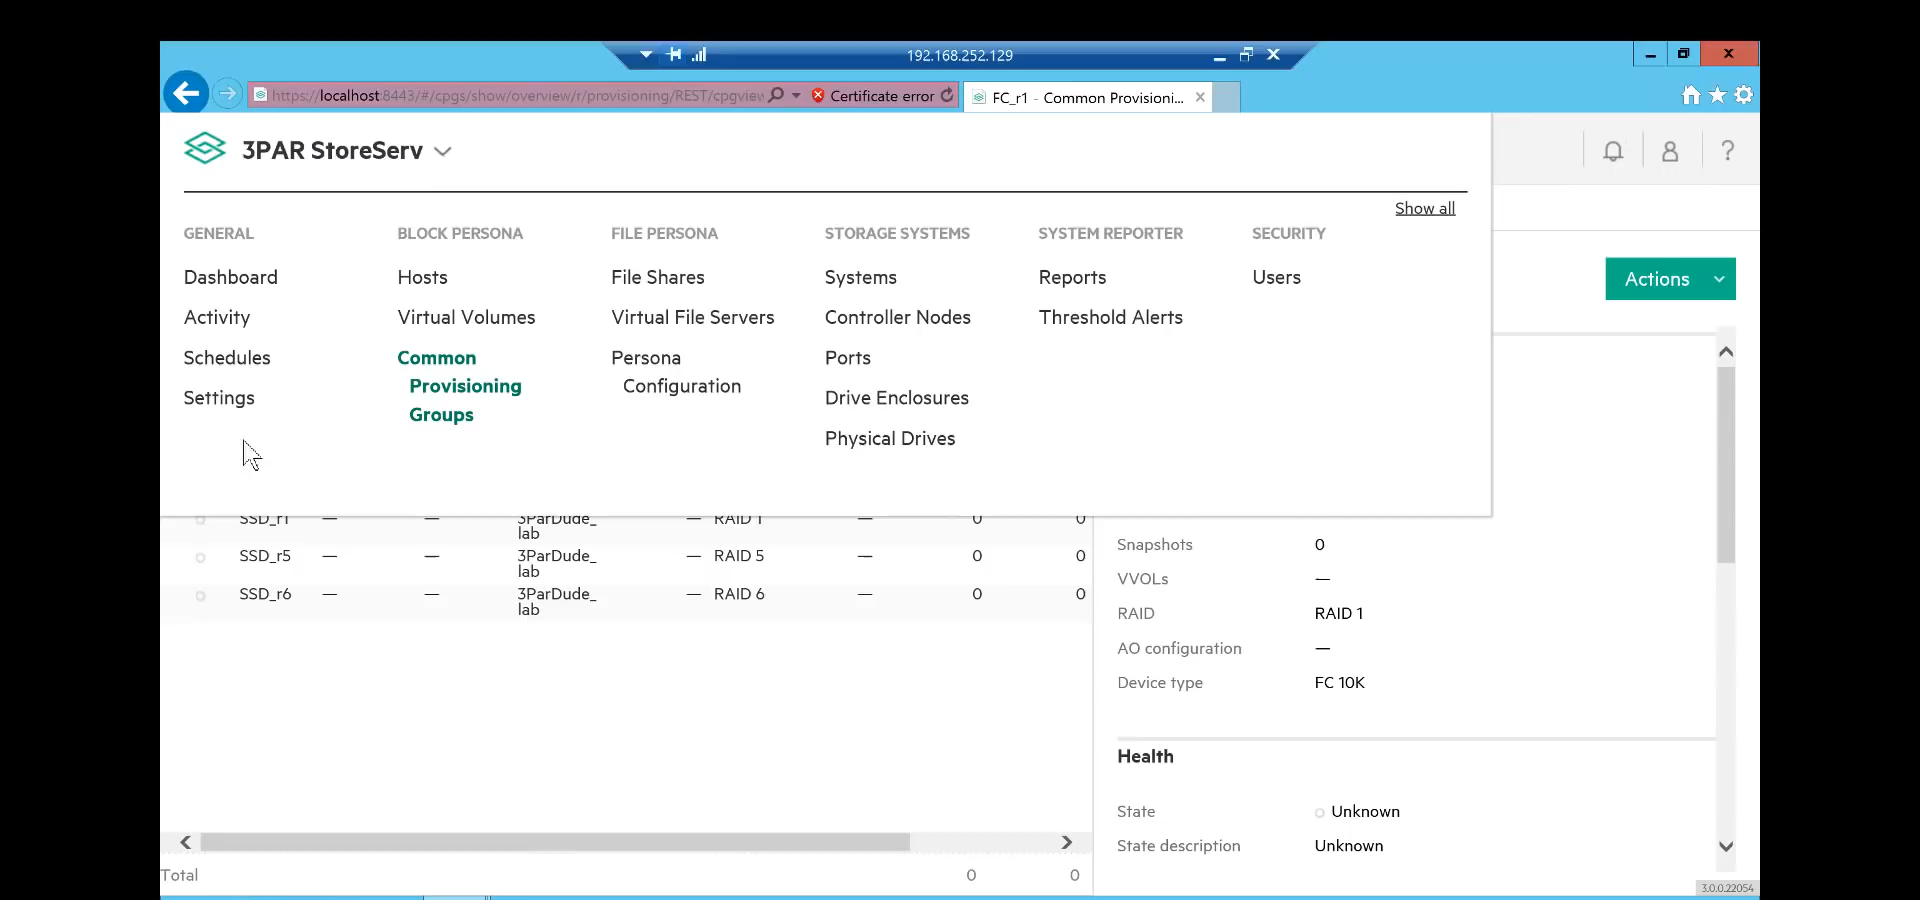 192.168.252.129
https://localhost:8443/#/cpgs/show/overview/r/provisioning/REST/cpgview
Certificate error
FC_r1 - Common Provisioni...
3PAR StoreServ
Show all
GENERAL
Dashboard
Activity
Schedules
Settings
BLOCK PERSONA
Hosts
Virtual Volumes
Common
Provisioning
Groups
FILE PERSONA
File Shares
Virtual File Servers
Persona
Configuration
STORAGE SYSTEMS
Systems
Controller Nodes
Ports
Drive Enclosures
Physical Drives
SYSTEM REPORTER
Reports
Threshold Alerts
SECURITY
Users
?
Actions
SSD_r1 — — 3ParDude_ — RAID 1 — 0 0
lab
SSD_r5 — — 3ParDude_ — RAID 5 — 0 0
lab
SSD_r6 — — 3ParDude_ — RAID 6 — 0 0
lab
Total 0 0
Snapshots 0
VVOLs —
RAID RAID 1
AO configuration —
Device type FC 10K
Health
State Unknown
State description Unknown
3.0.0.22054